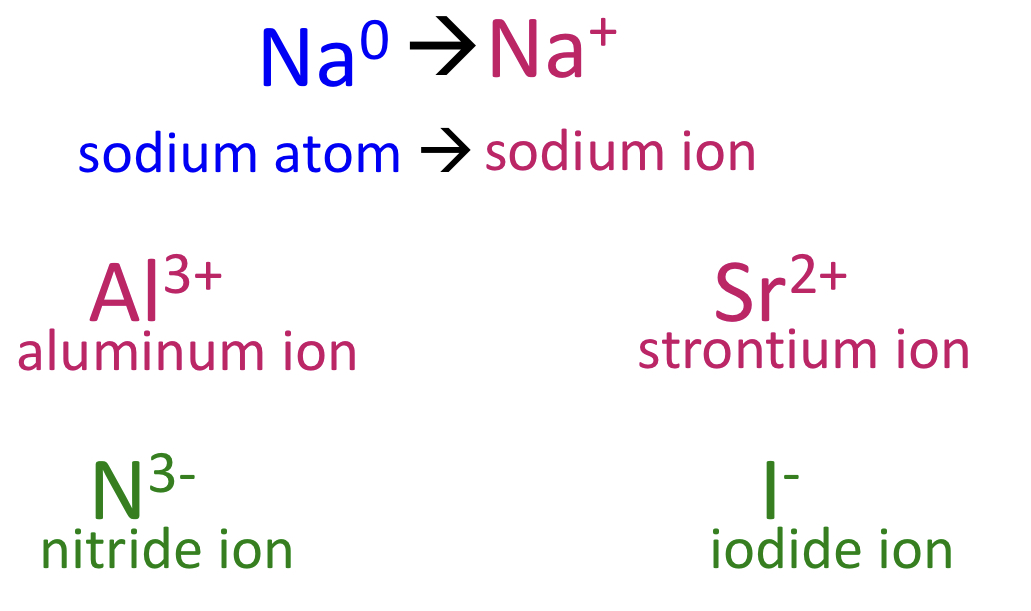 Na⁰ → Na⁺
sodium atom → sodium ion
Al³⁺ Sr²⁺
aluminum ion strontium ion
N³⁻ I⁻
nitride ion iodide ion